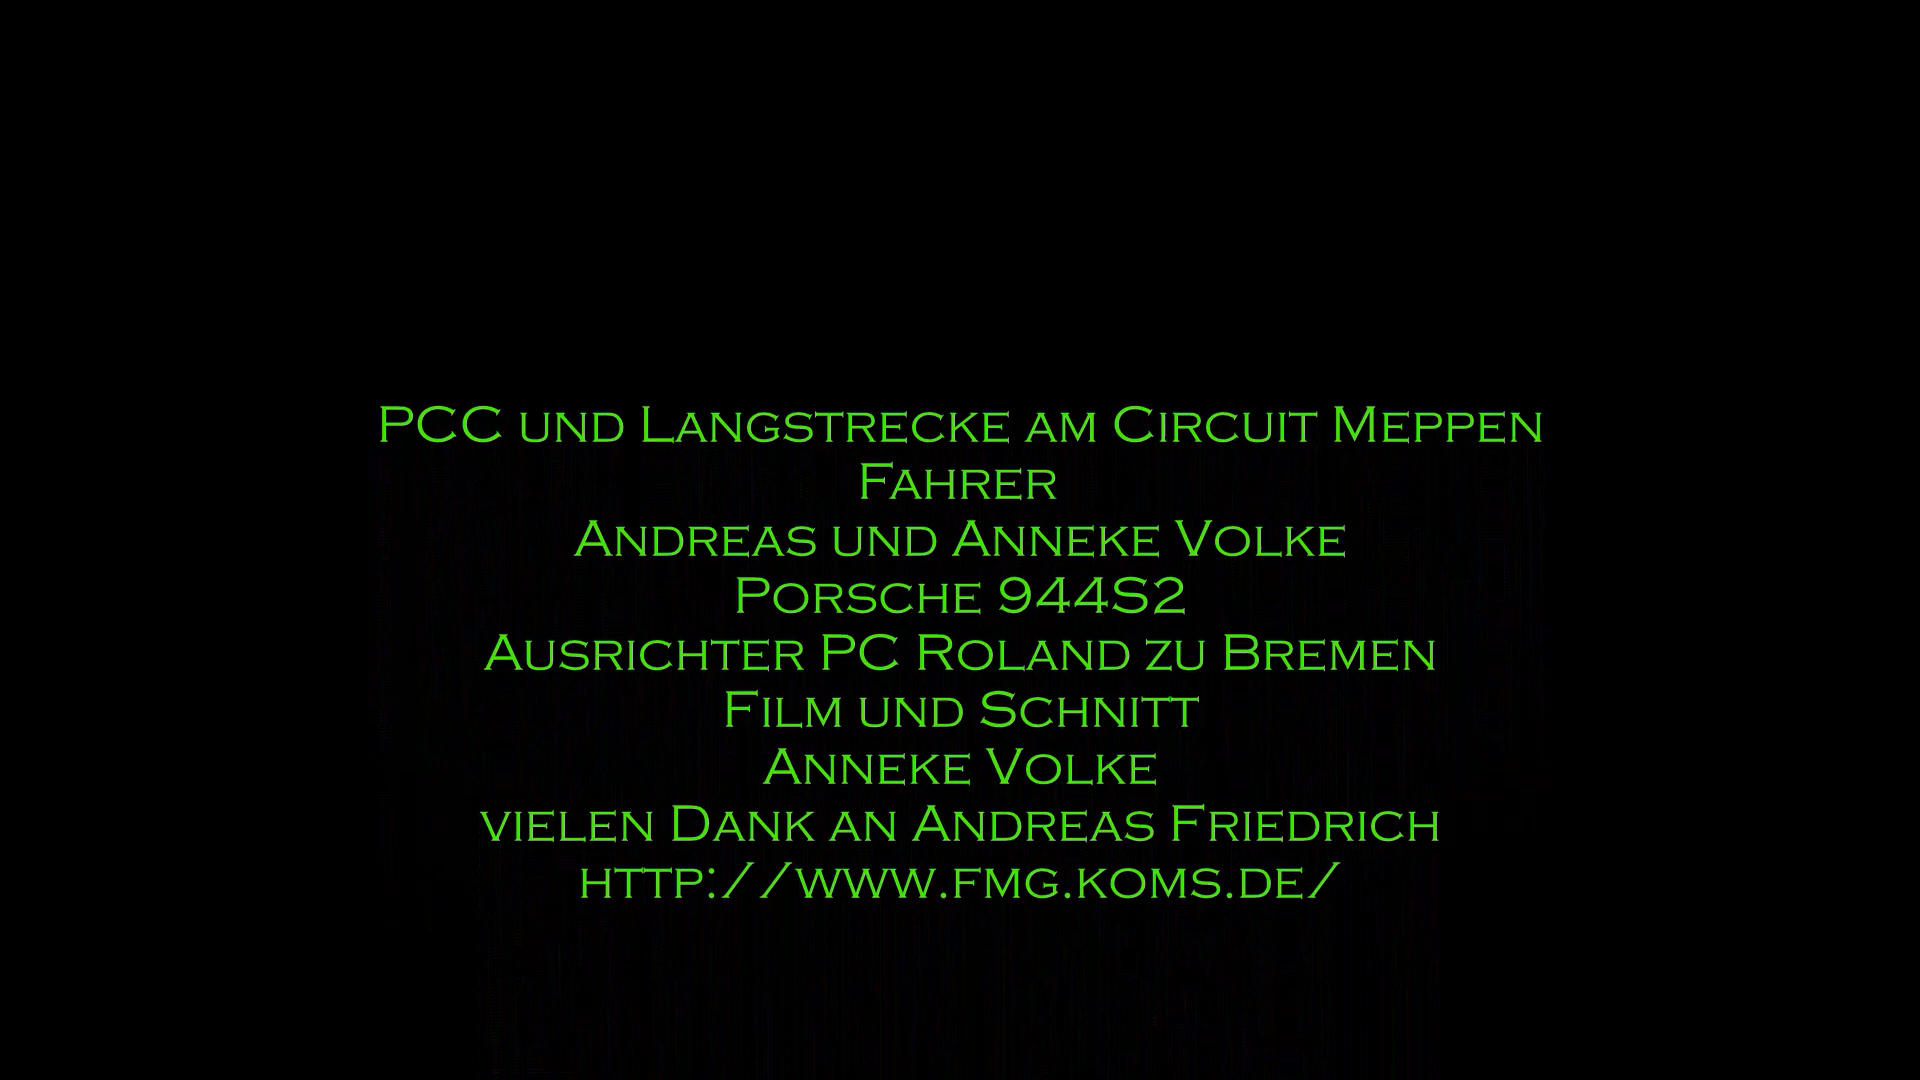 PCC und Langstrecke am Circuit Meppen
Fahrer
Andreas und Anneke Volke
Porsche 944S2
Ausrichter PC Roland zu Bremen
Film und Schnitt
Anneke Volke
vielen Dank an Andreas Friedrich
http://www.fmg.koms.de/